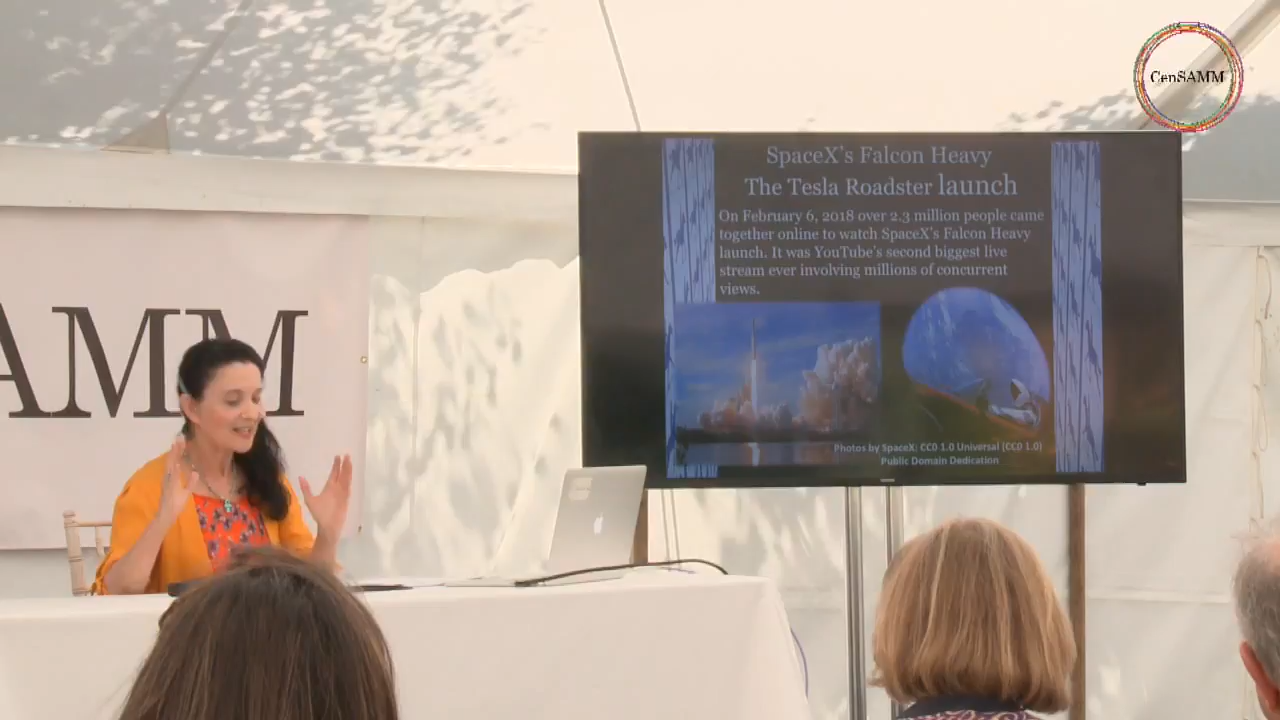 CenSAMM
SpaceX's Falcon Heavy
The Tesla Roadster launch
On February 6, 2018 over 2.3 million people came
together online to watch SpaceX's Falcon Heavy
launch. It was YouTube's second biggest live
stream ever involving millions of concurrent
views.
Photos by SpaceX: CC0 1.0 Universal (CC0 1.0)
Public Domain Dedication
AMM